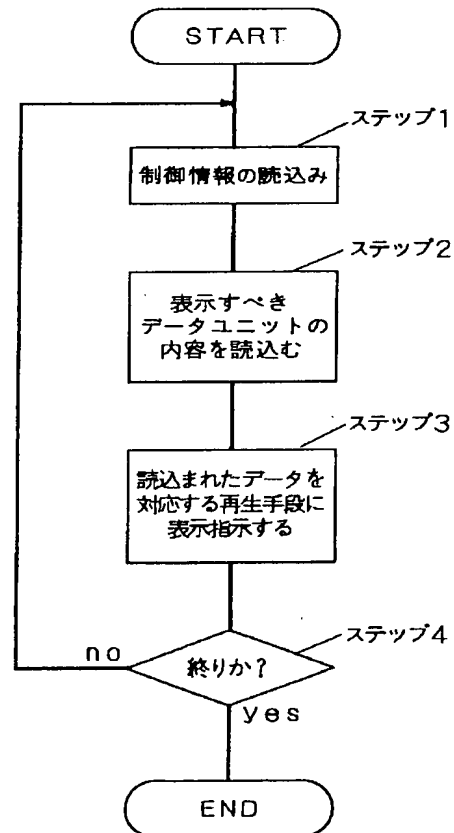 START
ステップ1
制御情報の読込み
ステップ2
表示すべき
データユニットの
内容を読込む
ステップ3
読込まれたデータを
対応する再生手段に
表示指示する
ステップ4
no
終りか?
yes
END